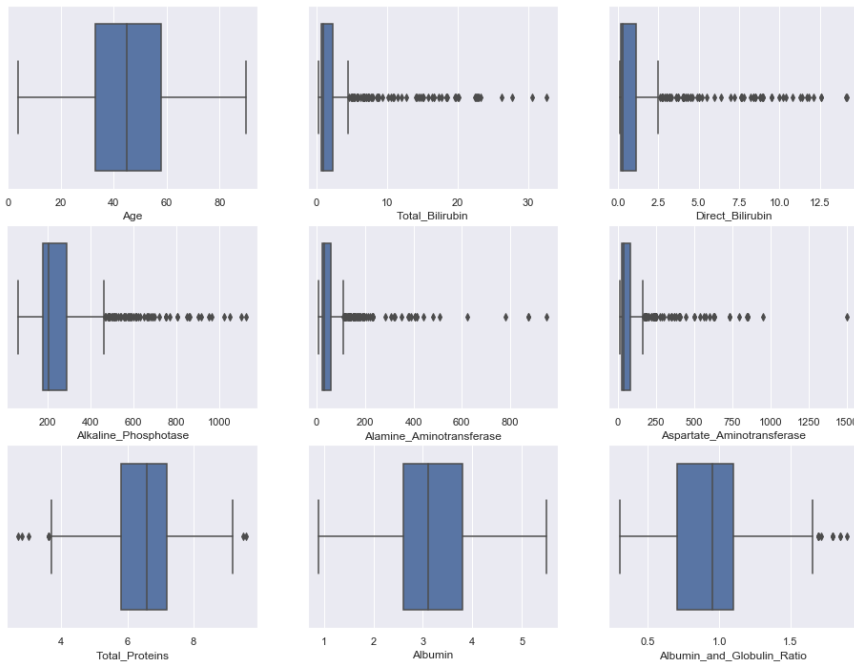 0 20 40 60 80
Age
0 10 20 30
Total_Bilirubin
0.0 2.5 5.0 7.5 10.0 12.5
Direct_Bilirubin
200 400 600 800 1000
Alkaline_Phosphotase
0 200 400 600 800
Alamine_Aminotransferase
0 250 500 750 1000 1250 1500
Aspartate_Aminotransferase
4 6 8
Total_Proteins
1 2 3 4 5
Albumin
0.5 1.0 1.5
Albumin_and_Globulin_Ratio